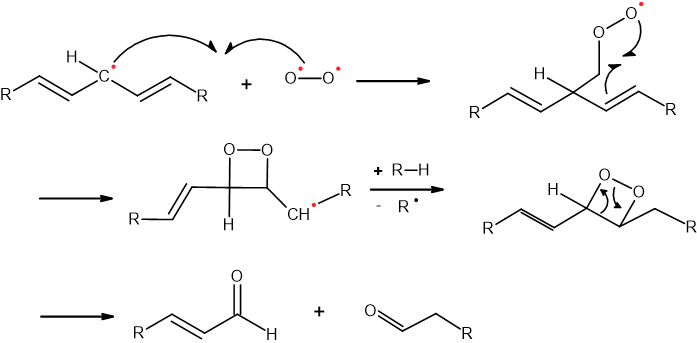 H
R C• R + O—O R—
O
O
H
R R
O—O
R H CH• R
+ R—H
- R•
H O
O
R R
O
R H + O
R